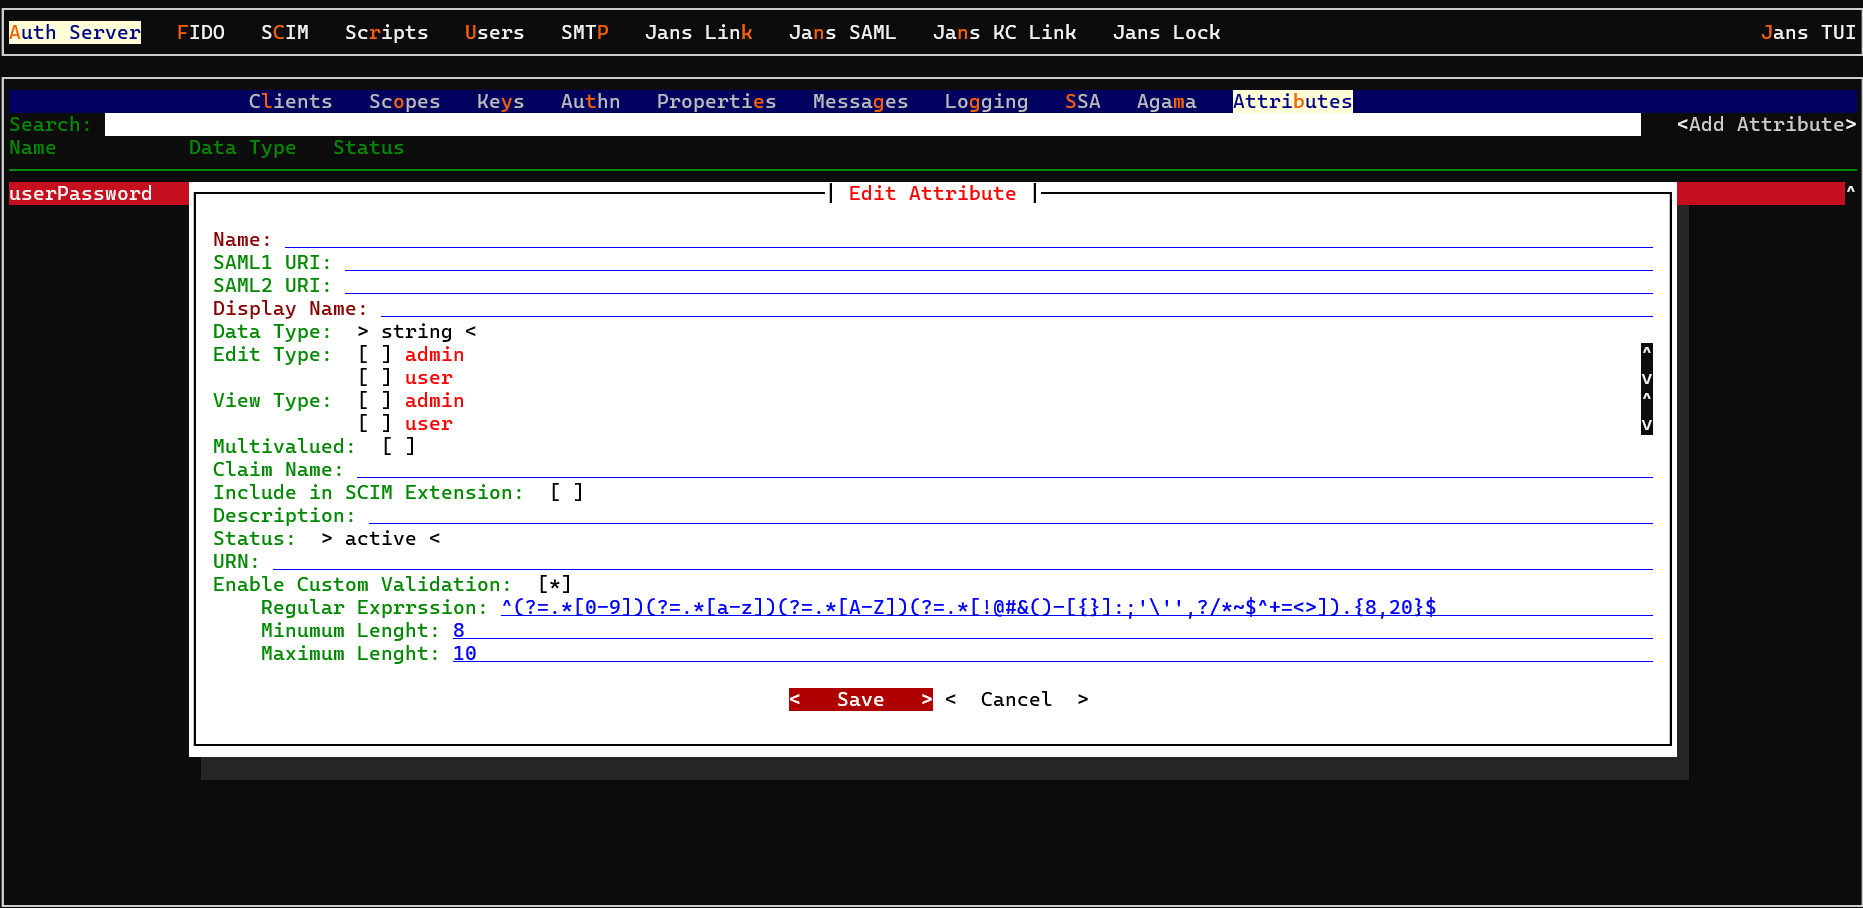 Auth Server FIDO SCIM Scripts Users SMTP Jans Link Jans SAML Jans KC Link Jans Lock Jans TUI
Clients Scopes Keys Authn Properties Messages Logging SSA Agama Attributes
Search: <Add Attribute>
Name Data Type Status
userPassword ^
Edit Attribute
Name:
SAML1 URI:
SAML2 URI:
Display Name:
Data Type: > string <
Edit Type: [ ] admin ^
[ ] user v
View Type: [ ] admin ^
[ ] user v
Multivalued: [ ]
Claim Name:
Include in SCIM Extension: [ ]
Description:
Status: > active <
URN:
Enable Custom Validation: [*]
Regular Exprrssion: ^(?=.*[0-9])(?=.*[a-z])(?=.*[A-Z])(?=.*[!@#&()-[{}]:;'\'',?/*~$^+=<>]).{8,20}$
Minumum Lenght: 8
Maximum Lenght: 10
< Save > < Cancel >